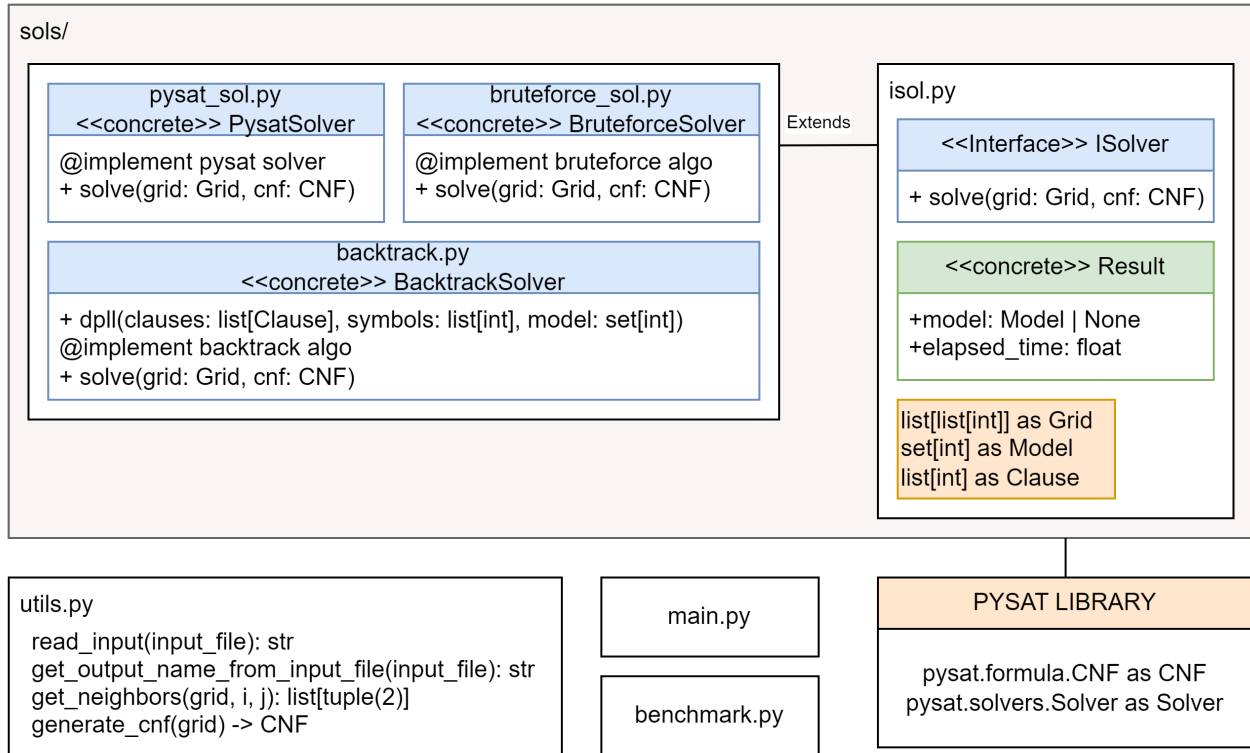 sols/
pysat_sol.py
<<concrete>> PysatSolver
@implement pysat solver
+ solve(grid: Grid, cnf: CNF)
bruteforce_sol.py
<<concrete>> BruteforceSolver
@implement bruteforce algo
+ solve(grid: Grid, cnf: CNF)
backtrack.py
<<concrete>> BacktrackSolver
+ dpll(clauses: list[Clause], symbols: list[int], model: set[int])
@implement backtrack algo
+ solve(grid: Grid, cnf: CNF)
Extends
isol.py
<<Interface>> ISolver
+ solve(grid: Grid, cnf: CNF)
<<concrete>> Result
+model: Model | None
+elapsed_time: float
list[list[int]] as Grid
set[int] as Model
list[int] as Clause
utils.py
read_input(input_file): str
get_output_name_from_input_file(input_file): str
get_neighbors(grid, i, j): list[tuple(2)]
generate_cnf(grid) -> CNF
main.py
benchmark.py
PYSAT LIBRARY
pysat.formula.CNF as CNF
pysat.solvers.Solver as Solver